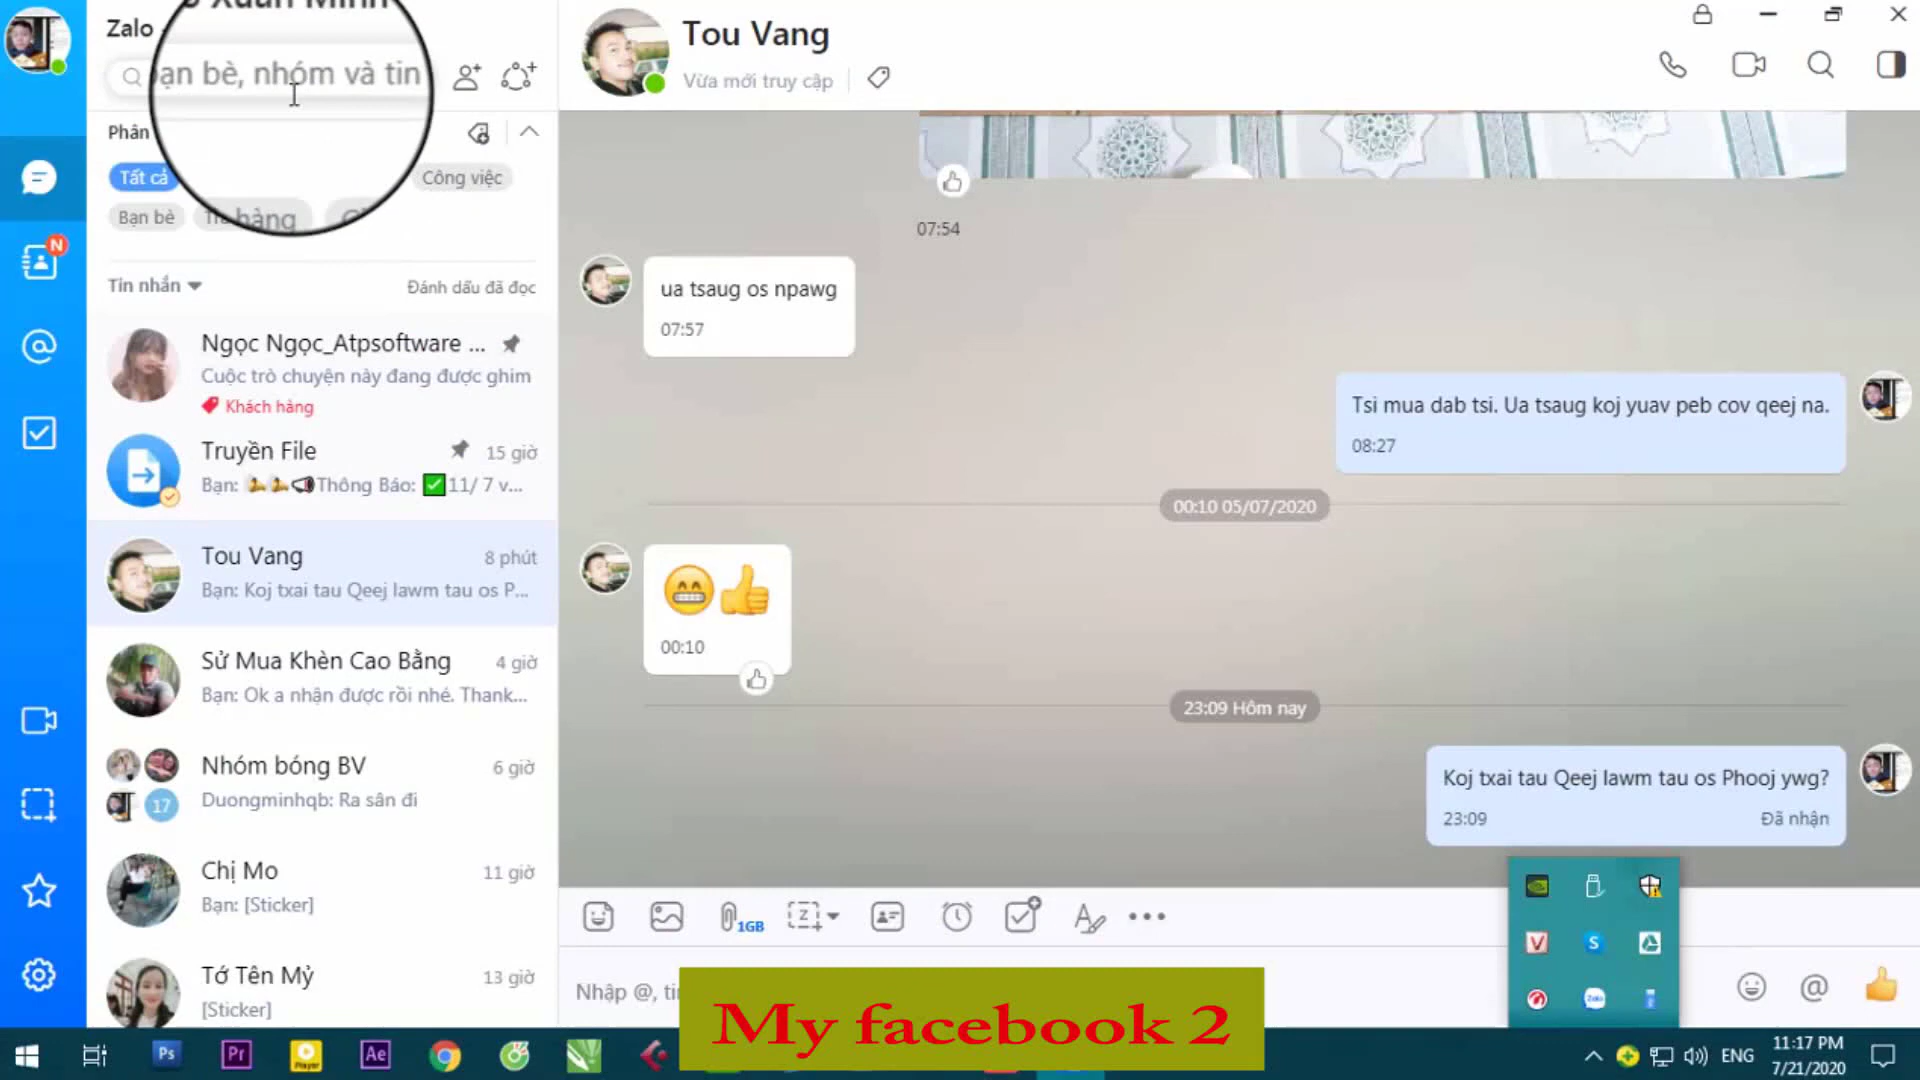 Zalo
Xuân Minh
bạn bè, nhóm và tin
Phân
Tất cả
Công việc
Bạn bè
hàng
Tin nhắn
Đánh dấu đã đọc
N
Ngọc Ngọc_Atpsoftware ...
Cuộc trò chuyện này đang được ghim
Khách hàng
Truyền File
15 giờ
Bạn: 💪💪📢Thông Báo: ✅11/ 7 v...
Tou Vang
8 phút
Bạn: Koj txai tau Qeej lawm tau os P...
Sử Mua Khèn Cao Bằng
4 giờ
Bạn: Ok a nhận được rồi nhé. Thank...
Nhóm bóng BV
6 giờ
17
Duongminhqb: Ra sân đi
Chị Mo
11 giờ
Bạn: [Sticker]
Tớ Tên Mỷ
13 giờ
[Sticker]
Tou Vang
Vừa mới truy cập
07:54
ua tsaug os npawg
07:57
Tsi mua dab tsi. Ua tsaug koj yuav peb cov qeej na.
08:27
00:10 05/07/2020
😁👍
00:10
23:09 Hôm nay
Koj txai tau Qeej lawm tau os Phooj ywg?
23:09
Đã nhận
1GB
Z
Nhập @, ti
My facebook 2
V
S
Zalo
Ps
Pr
Player
Ae
ENG
11:17 PM
7/21/2020